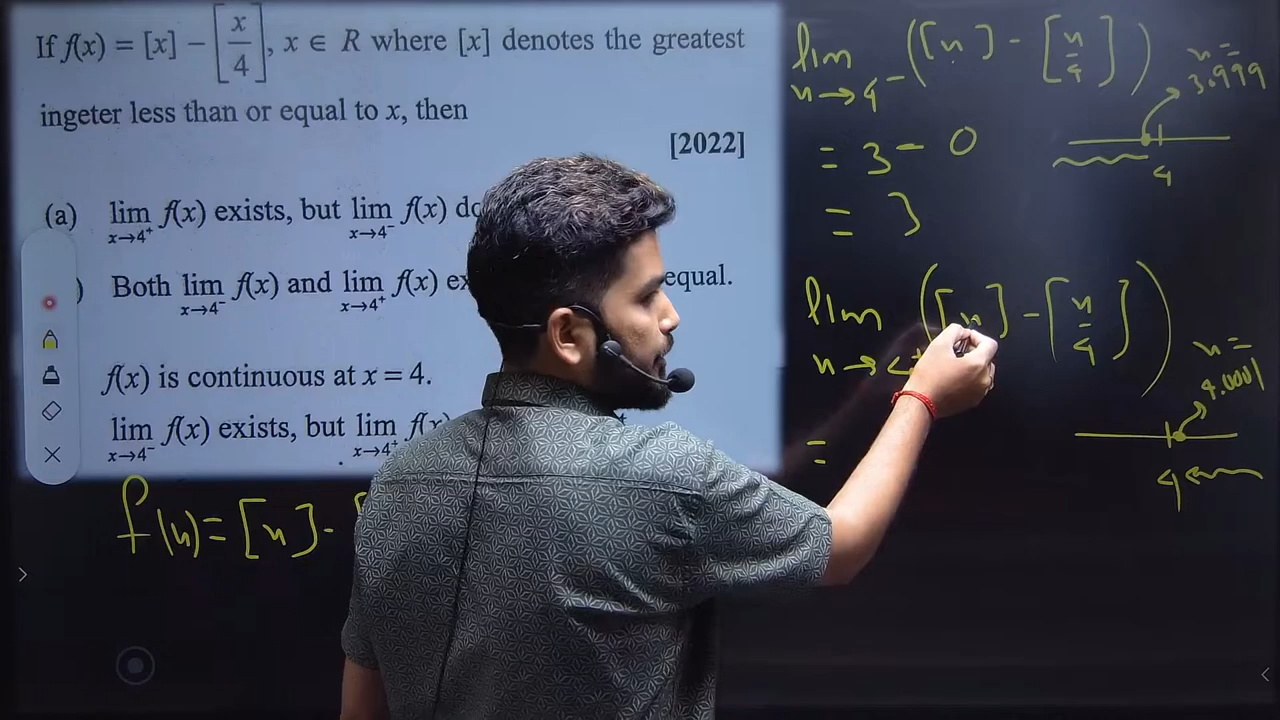 If f(x) = [x] − [x/4], x ∈ R where [x] denotes the greatest
ingeter less than or equal to x, then
[2022]
(a) lim x→4⁺ f(x) exists, but lim x→4⁻ f(x)
) Both lim x→4⁻ f(x) and lim x→4⁺ f(x) equal.
f(x) is continuous at x = 4.
lim x→4⁻ f(x) exists, but lim x→4⁺
f(x) = [x] -
lim x→4⁻ ([x] - [x/4])
x = 3.999
= 3 - 0
4
= 3
lim ([x] - [x/4])
x →
x = 4.0001
=
4